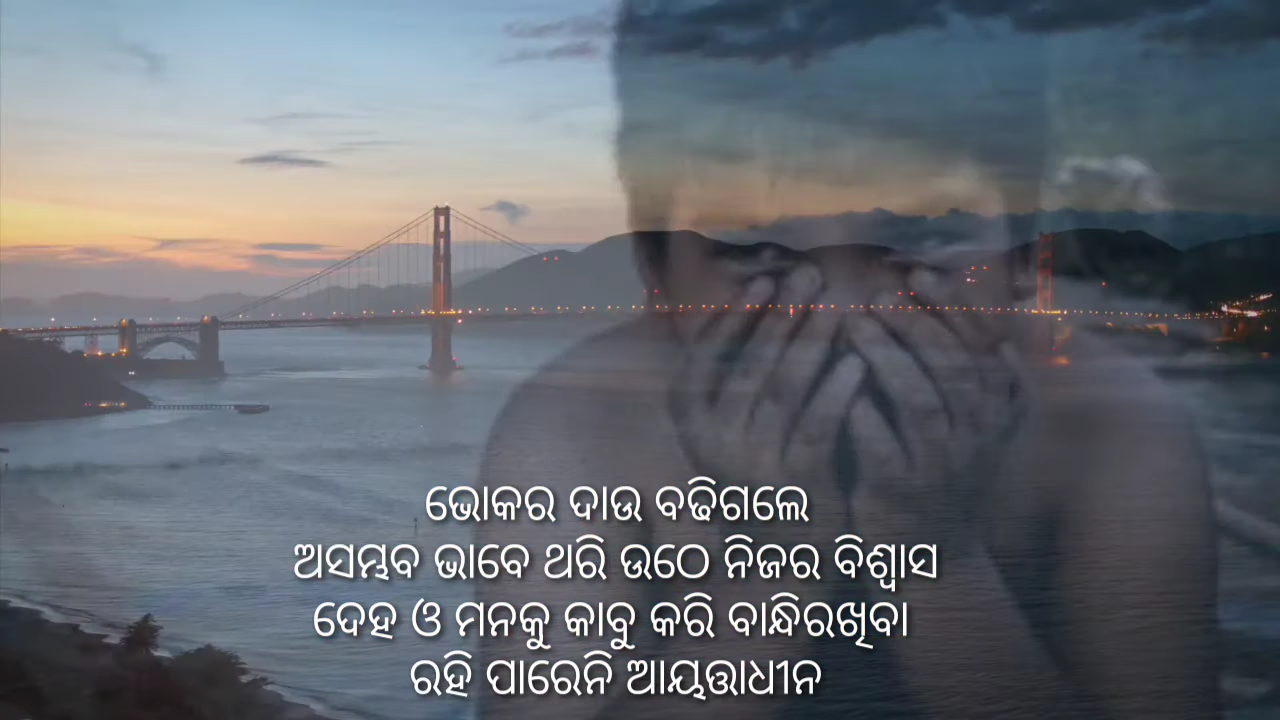 ଭୋକର ଦାଉ ବଢିଗଲେ
ଅସମ୍ଭବ ଭାବେ ଥରି ଉଠେ ନିଜର ବିଶ୍ୱାସ
ଦେହ ଓ ମନକୁ କାବୁ କରି ବାନ୍ଧିରଖିବା
ରହି ପାରେନି ଆୟତ୍ତାଧୀନ